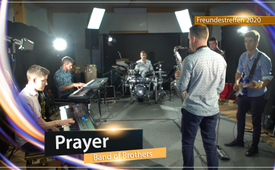 Freundestreffen 2020
Prayer
Band of Brothers